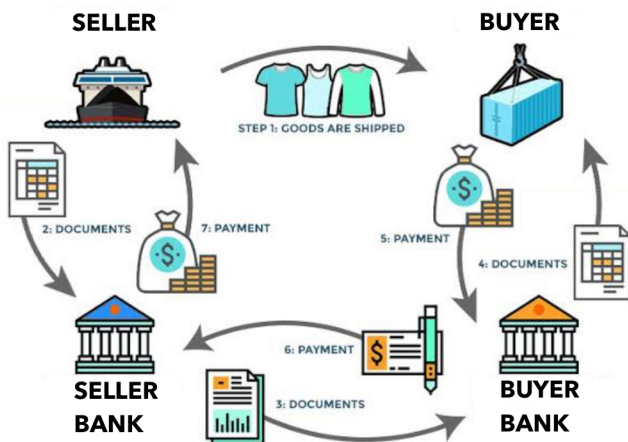 SELLER
BUYER
STEP 1: GOODS ARE SHIPPED
2: DOCUMENTS
7: PAYMENT
5: PAYMENT
4: DOCUMENTS
6: PAYMENT
SELLER
BANK
3: DOCUMENTS
BUYER
BANK
$
$
$